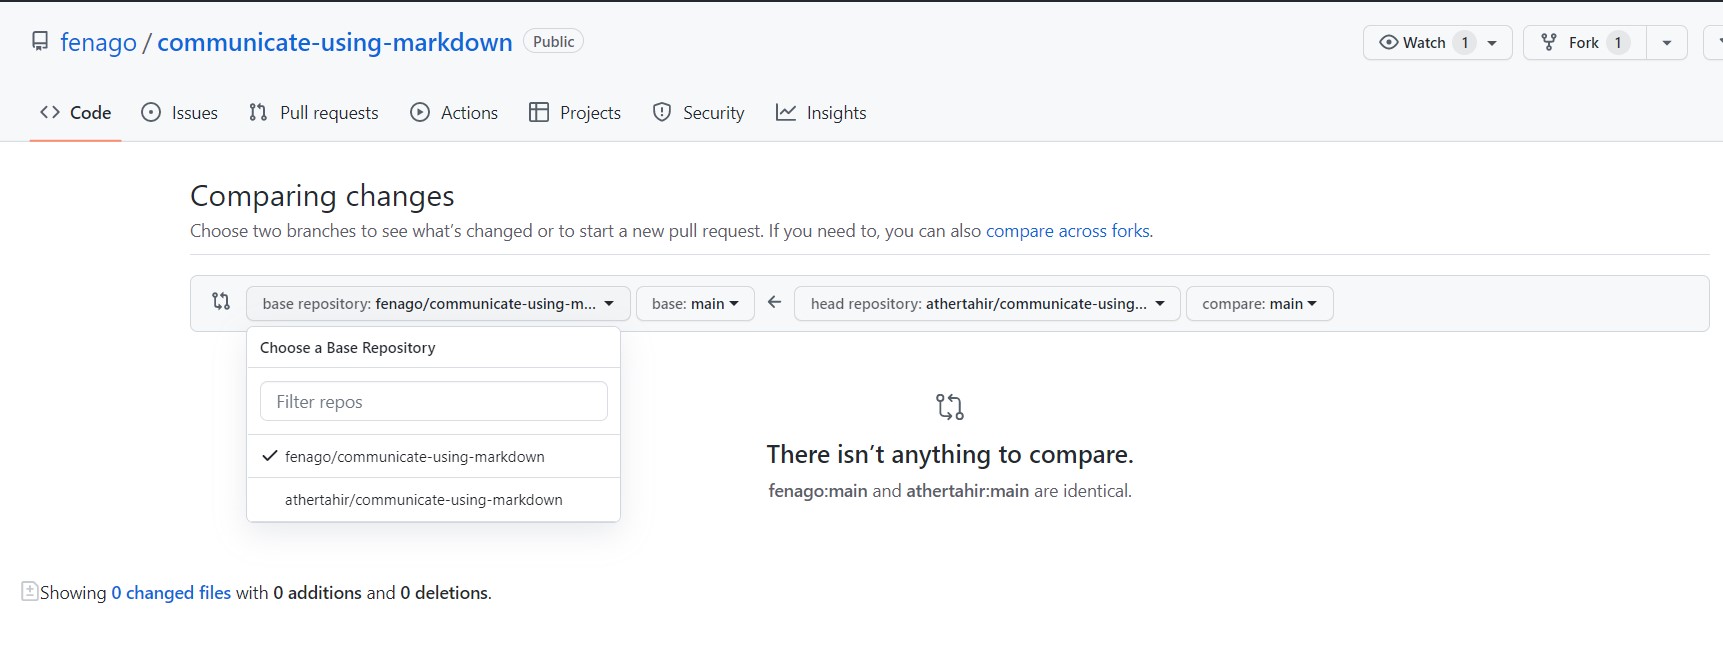 fenago / communicate-using-markdown Public
Watch 1 Fork 1
Code Issues Pull requests Actions Projects Security Insights
Comparing changes
Choose two branches to see what’s changed or to start a new pull request. If you need to, you can also compare across forks.
base repository: fenago/communicate-using-m... base: main head repository: athertahir/communicate-using... compare: main
Choose a Base Repository
Filter repos
fenago/communicate-using-markdown
athertahir/communicate-using-markdown
There isn’t anything to compare.
fenago:main and athertahir:main are identical.
Showing 0 changed files with 0 additions and 0 deletions.